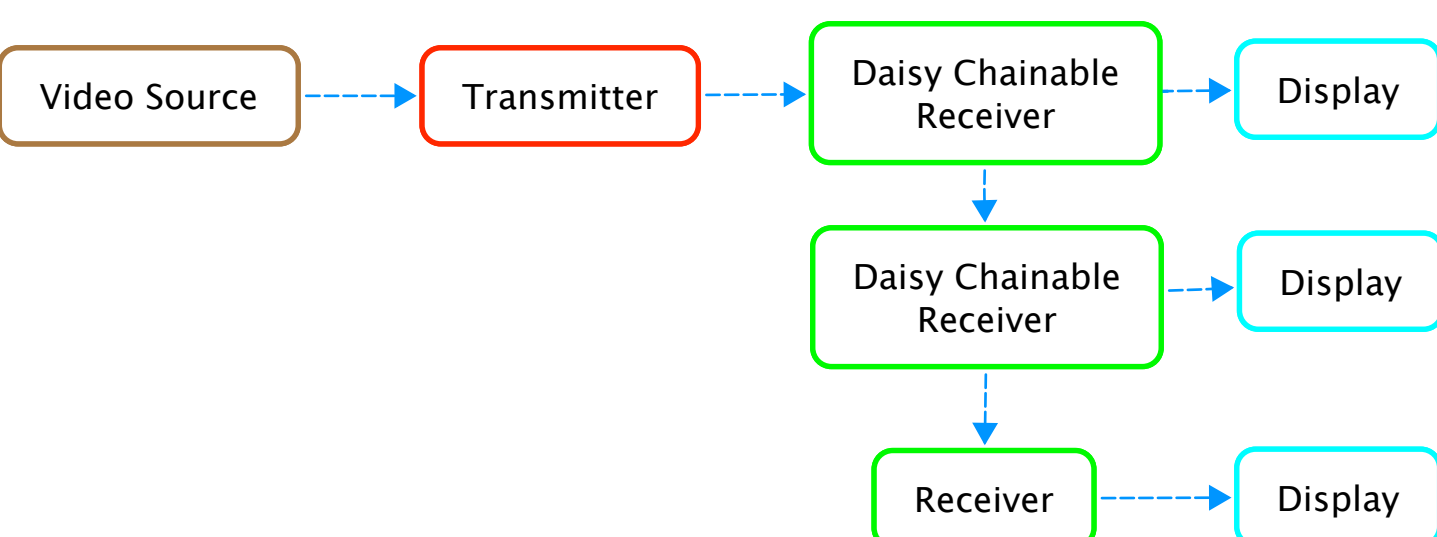 Video Source
Transmitter
Daisy Chainable
Receiver
Display
Daisy Chainable
Receiver
Display
Receiver
Display